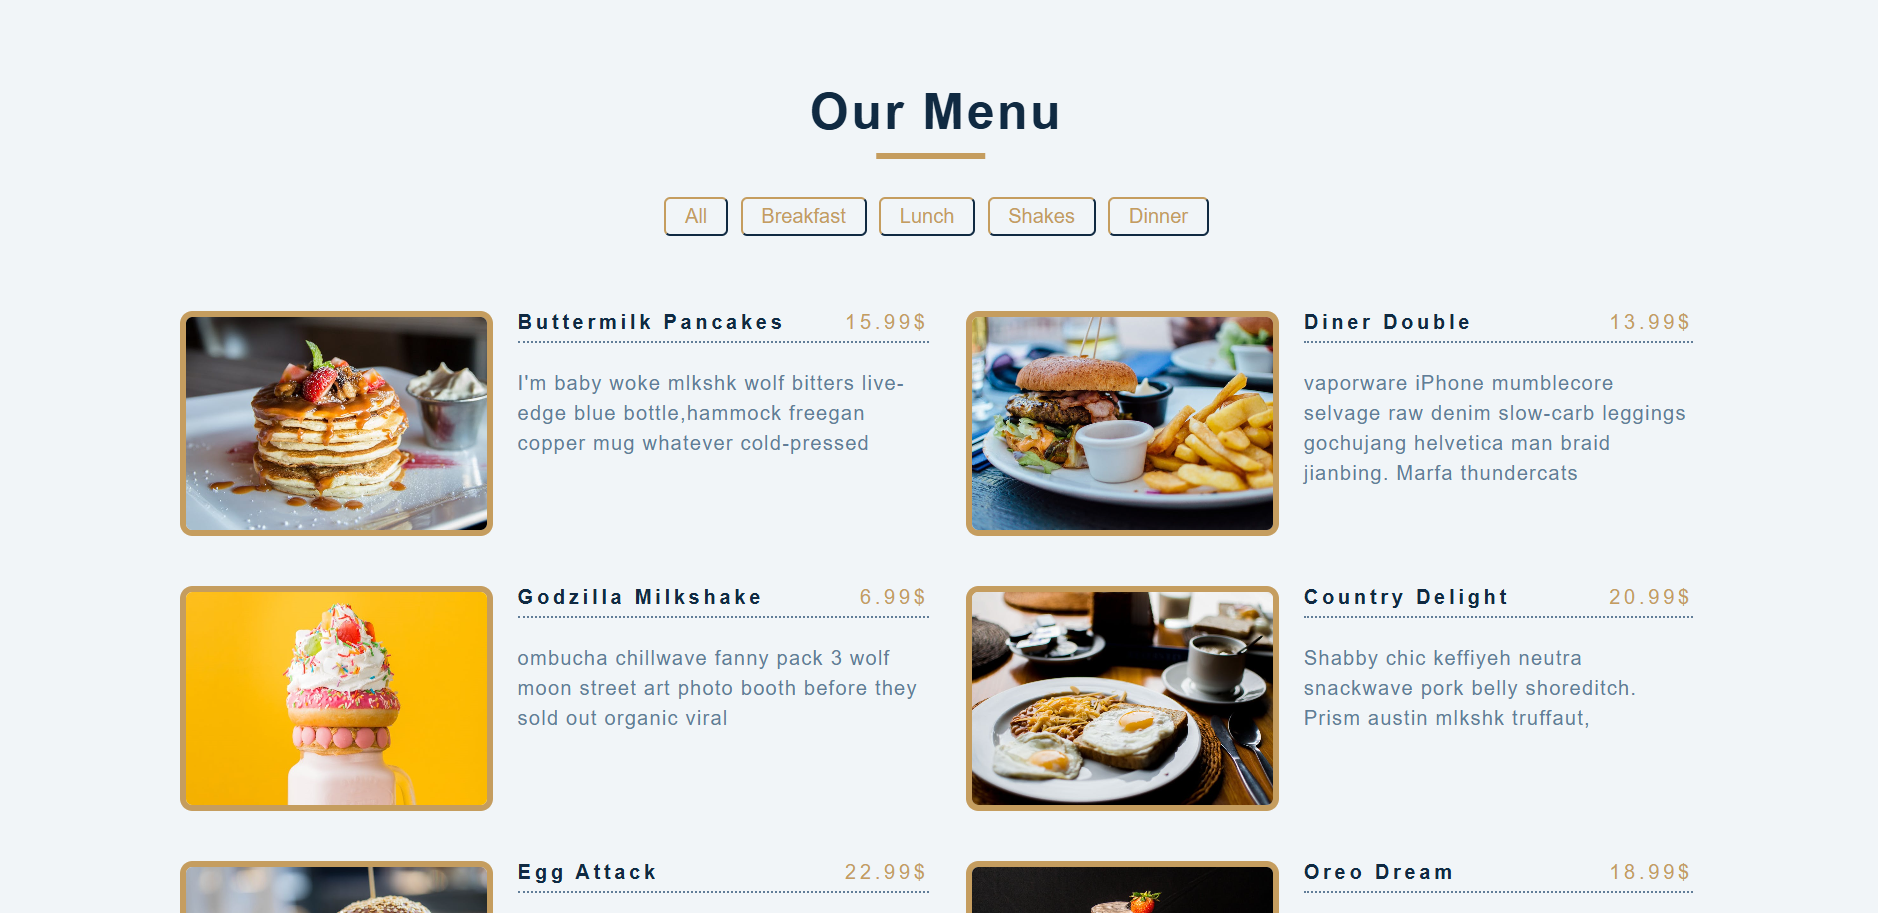 Our Menu
All Breakfast Lunch Shakes Dinner
Buttermilk Pancakes 15.99$
I'm baby woke mlkshk wolf bitters live-
edge blue bottle,hammock freegan
copper mug whatever cold-pressed
Diner Double 13.99$
vaporware iPhone mumblecore
selvage raw denim slow-carb leggings
gochujang helvetica man braid
jianbing. Marfa thundercats
Godzilla Milkshake 6.99$
ombucha chillwave fanny pack 3 wolf
moon street art photo booth before they
sold out organic viral
Country Delight 20.99$
Shabby chic keffiyeh neutra
snackwave pork belly shoreditch.
Prism austin mlkshk truffaut,
Egg Attack 22.99$
Oreo Dream 18.99$